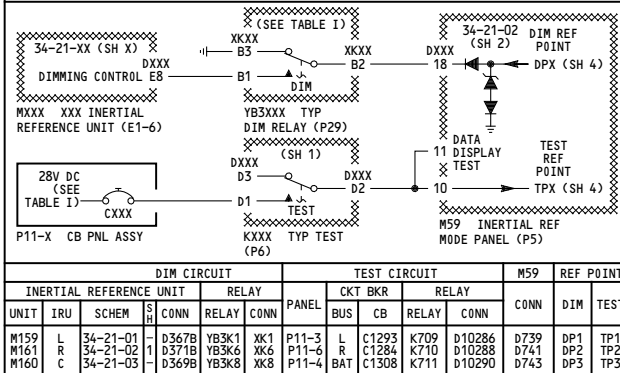 (SEE TABLE I)
34-21-XX (SH X)
DXXX
DIMMING CONTROL E8
MXXX XXX INERTIAL
REFERENCE UNIT (E1-6)
XKXX
B3
B1
XKXX
B2
DIM
YB3XXX TYP
DIM RELAY (P29)
34-21-02
(SH 2)
DIM REF
POINT
DXXX
18
DPX (SH 4)
11 DATA
DISPLAY
TEST
TEST
REF
POINT
10
TPX (SH 4)
M59 INERTIAL REF
MODE PANEL (P5)
28V DC
(SEE
TABLE I)
CXXX
P11-X CB PNL ASSY
(SH 1)
DXXX
D3
D1
DXXX
D2
TEST
KXXX TYP TEST
(P6)
DIM CIRCUIT TEST CIRCUIT M59 REF POINT
INERTIAL REFERENCE UNIT RELAY PANEL CKT BKR RELAY CONN DIM TEST
UNIT IRU SCHEM SH CONN RELAY CONN BUS CB RELAY CONN
M159 L 34-21-01 - D367B YB3K1 XK1 P11-3 L C1293 K709 D10286 D739 DP1 TP1
M161 R 34-21-02 1 D371B YB3K6 XK6 P11-6 R C1284 K710 D10288 D741 DP2 TP2
M160 C 34-21-03 - D369B YB3K8 XK8 P11-4 BAT C1308 K711 D10290 D743 DP3 TP3